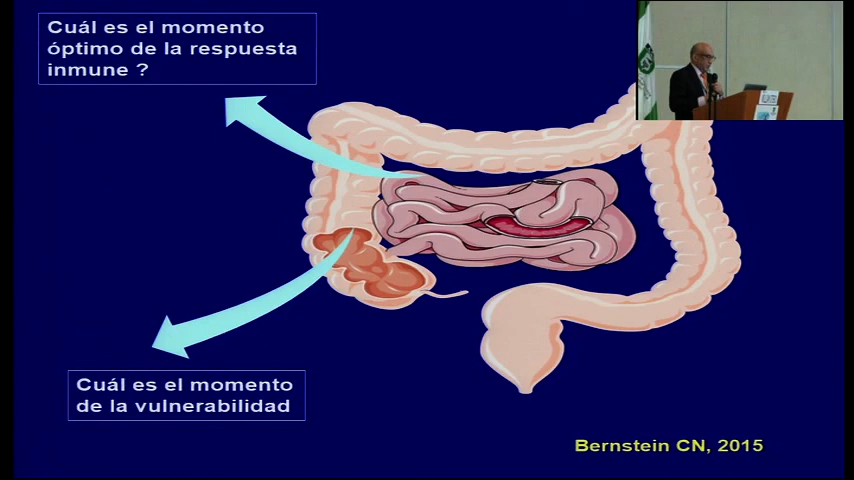 Cuál es el momento
óptimo de la respuesta
inmune ?
Cuál es el momento
de la vulnerabilidad
Bernstein CN, 2015